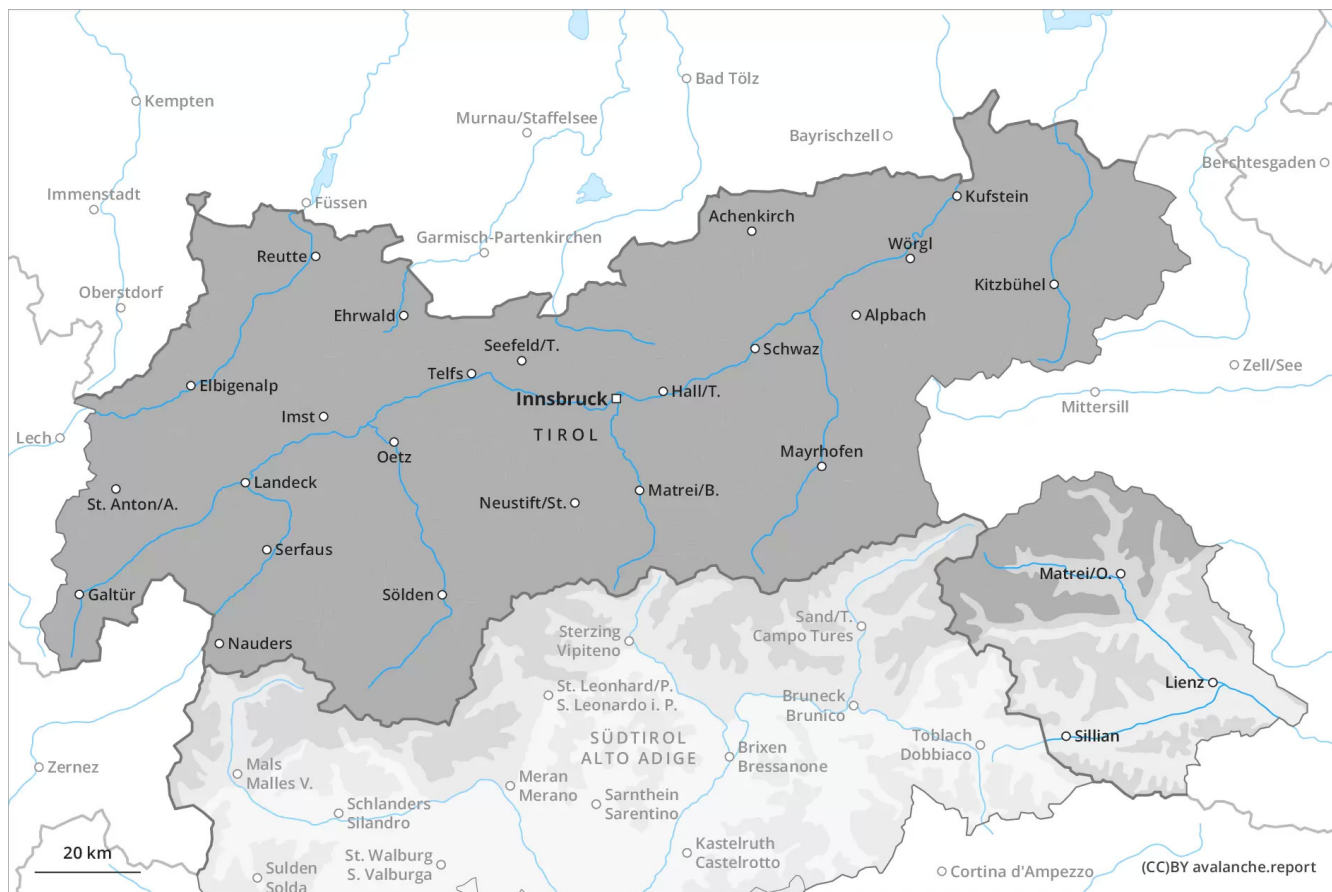 Bad Tölz
Kempten
Murnau/Staffelsee
Bayrischzell
Berchtesgaden
Immenstadt
Füssen
Kufstein
Achenkirch
Garmisch-Partenkirchen
Wörgl
Reutte
Kitzbühel
Oberstdorf
Ehrwald
Alpbach
Seefeld/T.
Schwaz
Zell/See
Telfs
Elbigenalp
Hall/T.
Innsbruck
Mittersill
Imst
TIROL
Lech
Oetz
Mayrhofen
Landeck
Matrei/B.
St. Anton/A.
Neustift/St.
Serfaus
Matrei/O.
Galtür
Sölden
Sand/T.
Campo Tures
Sterzing
Vipiteno
Nauders
Lienz
St. Leonhard/P.
S. Leonardo i. P.
Bruneck
Brunico
SÜDTIROL
ALTO ADIGE
Toblach
Dobbiaco
Sillian
Brixen
Bressanone
Zernez
Mals
Malles V.
Meran
Merano
Schlanders
Silandro
Sarnthein
Sarentino
Kastelruth
Castelrotto
20 km
St. Walburg
S. Valburga
Sulden
Solda
Cortina d'Ampezzo
(CC)BY avalanche.report